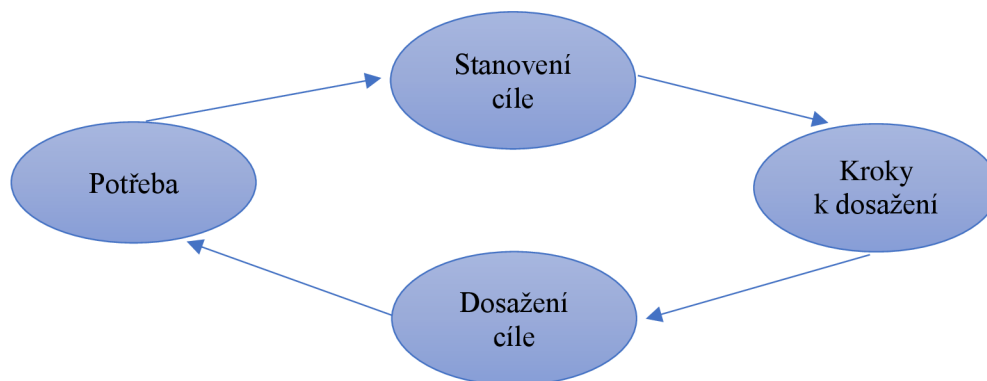 Stanovení
cíle
Potřeba
Kroky
k dosažení
Dosažení
cíle